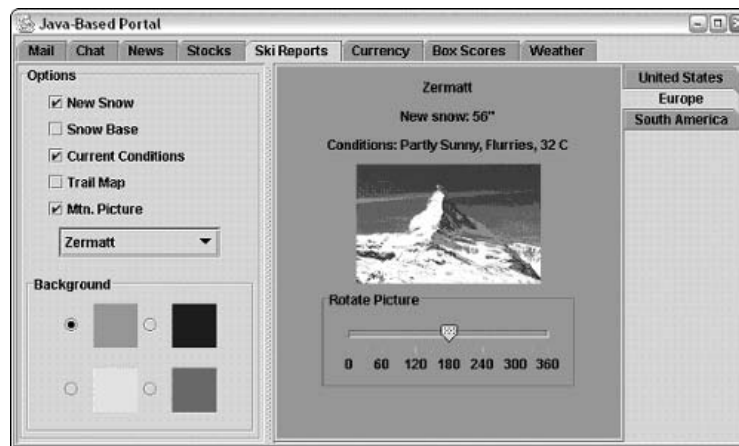 Java-Based Portal
Mail Chat News Stocks Ski Reports Currency Box Scores Weather
Options
New Snow
Snow Base
Current Conditions
Trail Map
Mtn. Picture
Zermatt
Background
Zermatt
New snow: 56"
Conditions: Partly Sunny, Flurries, 32 C
Rotate Picture
0 60 120 180 240 300 360
United States
Europe
South America